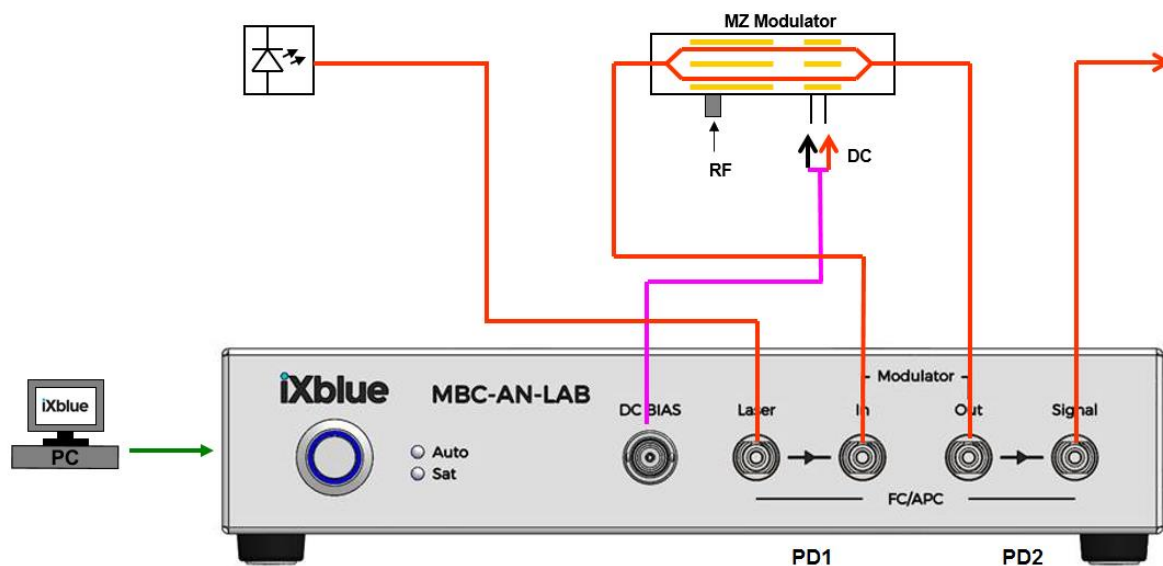 MZ Modulator
RF
DC
iXblue
PC
iXblue
MBC-AN-LAB
Auto
Sat
DC BIAS
Laser
Modulator
In
Out
Signal
FC/APC
PD1
PD2